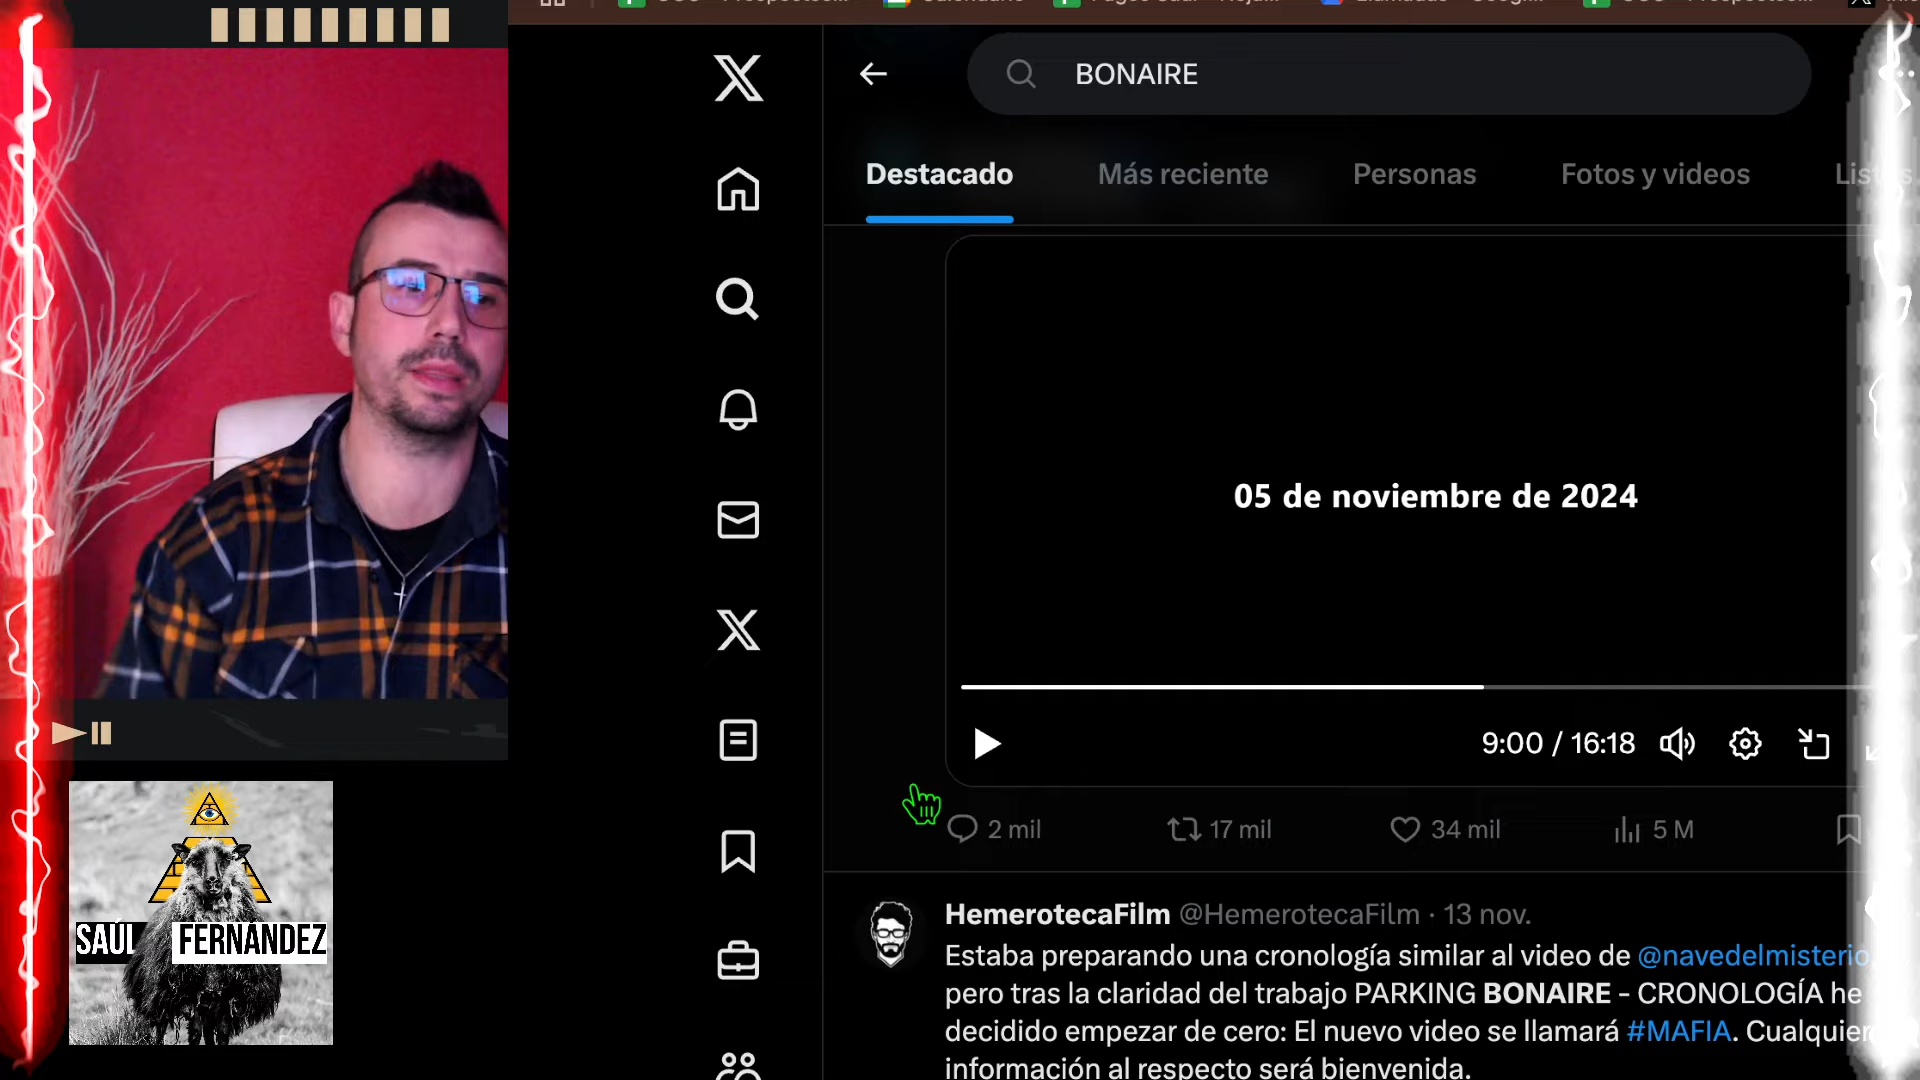 BONAIRE
Destacado
Más reciente
Personas
Fotos y videos
05 de noviembre de 2024
9:00 / 16:18
2 mil
17 mil
34 mil
5 M
HemerotecaFilm @HemerotecaFilm · 13 nov.
Estaba preparando una cronología similar al video de @navedelmisterio
pero tras la claridad del trabajo PARKING BONAIRE - CRONOLOGÍA he
decidido empezar de cero: El nuevo video se llamará #MAFIA. Cualquier
información al respecto será bienvenida.
SAÚL FERNÁNDEZ